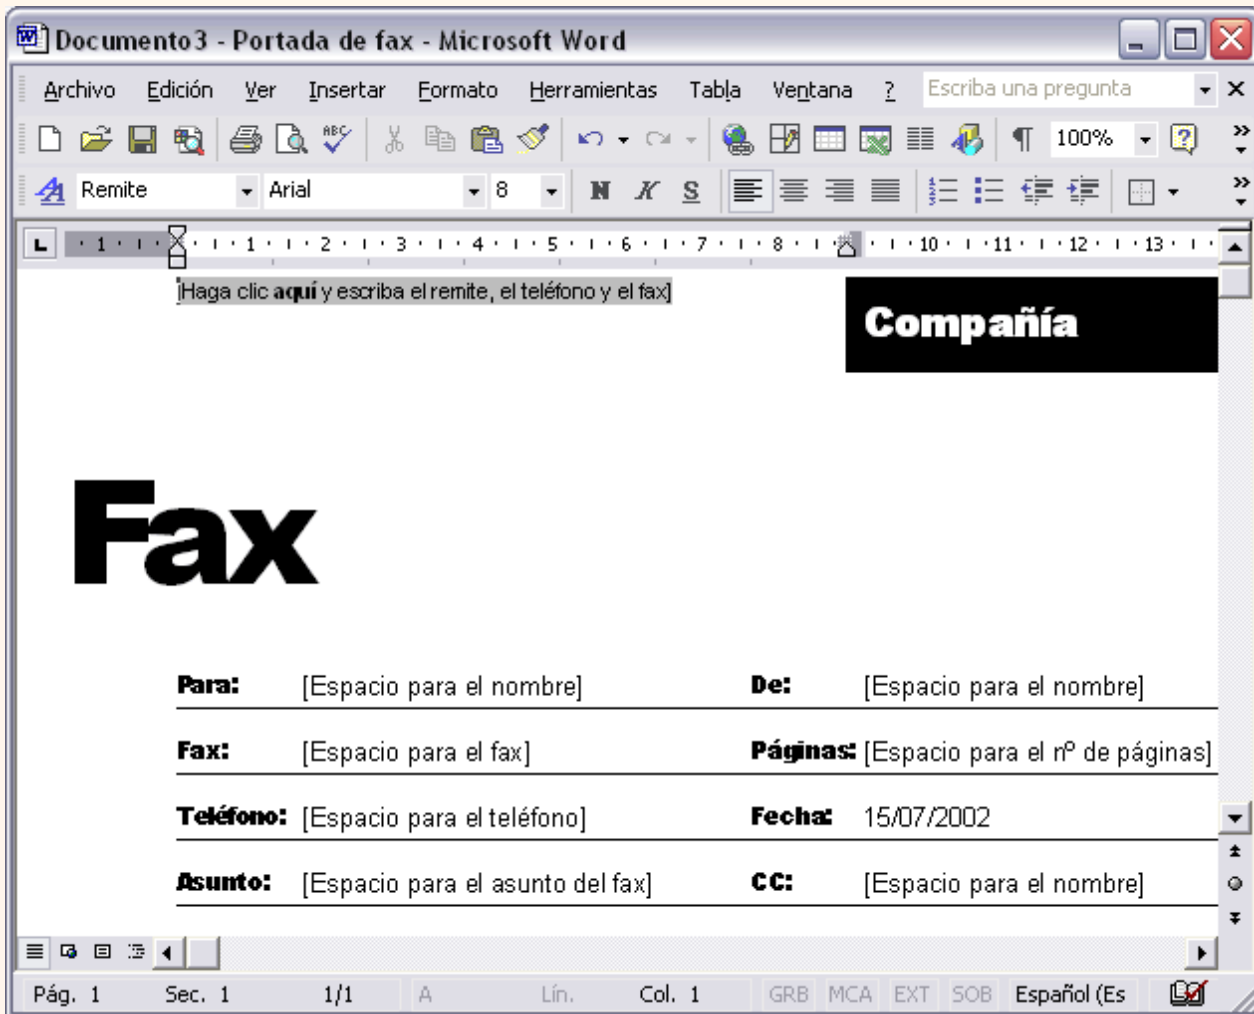 Documento3 - Portada de fax - Microsoft Word
Archivo Edición Ver Insertar Formato Herramientas Tabla Ventana ? Escriba una pregunta
ABC ¶ 100%
Remite Arial 8 N K S
1 1 2 3 4 5 6 7 8 10 11 12 13
[Haga clic aquí y escriba el remite, el teléfono y el fax]
Compañía
Fax
Para: [Espacio para el nombre] De: [Espacio para el nombre]
Fax: [Espacio para el fax] Páginas: [Espacio para el nº de páginas]
Teléfono: [Espacio para el teléfono] Fecha: 15/07/2002
Asunto: [Espacio para el asunto del fax] CC: [Espacio para el nombre]
Pág. 1 Sec. 1 1/1 A Lín. Col. 1 GRB MCA EXT SOB Español (Es